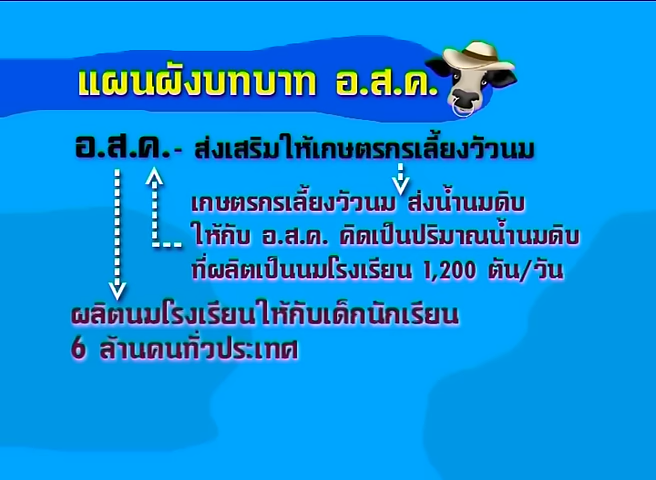 แผนผังบทบาท อ.ส.ค.
อ.ส.ค. - ส่งเสริมให้เกษตรกรเลี้ยงวัวนม
เกษตรกรเลี้ยงวัวนม ส่งน้ำนมดิบ
ให้กับ อ.ส.ค. คิดเป็นปริมาณน้ำนมดิบ
ที่ผลิตเป็นนมโรงเรียน 1,200 ตัน/วัน
ผลิตนมโรงเรียนให้กับเด็กนักเรียน
6 ล้านคนทั่วประเทศ